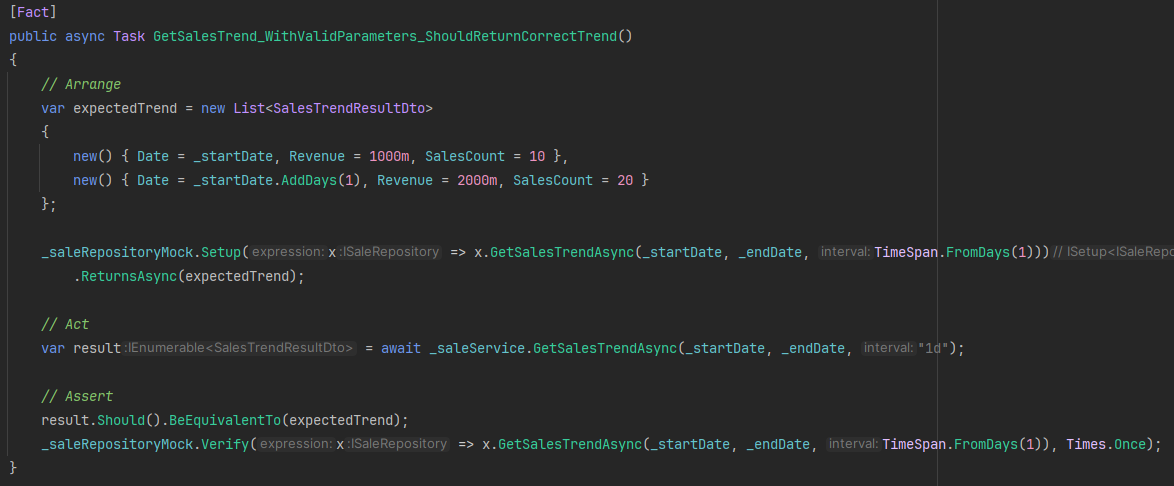 [Fact]
public async Task GetSalesTrend_WithValidParameters_ShouldReturnCorrectTrend()
{
    // Arrange
    var expectedTrend = new List<SalesTrendResultDto>
    {
        new() { Date = _startDate, Revenue = 1000m, SalesCount = 10 },
        new() { Date = _startDate.AddDays(1), Revenue = 2000m, SalesCount = 20 }
    };
    _saleRepositoryMock.Setup(expression: x :ISaleRepository => x.GetSalesTrendAsync(_startDate, _endDate, interval: TimeSpan.FromDays(1))) // ISetup<ISaleRepo
        .ReturnsAsync(expectedTrend);
    // Act
    var result :IEnumerable<SalesTrendResultDto> = await _saleService.GetSalesTrendAsync(_startDate, _endDate, interval: "1d");
    // Assert
    result.Should().BeEquivalentTo(expectedTrend);
    _saleRepositoryMock.Verify(expression: x :ISaleRepository => x.GetSalesTrendAsync(_startDate, _endDate, interval: TimeSpan.FromDays(1)), Times.Once);
}